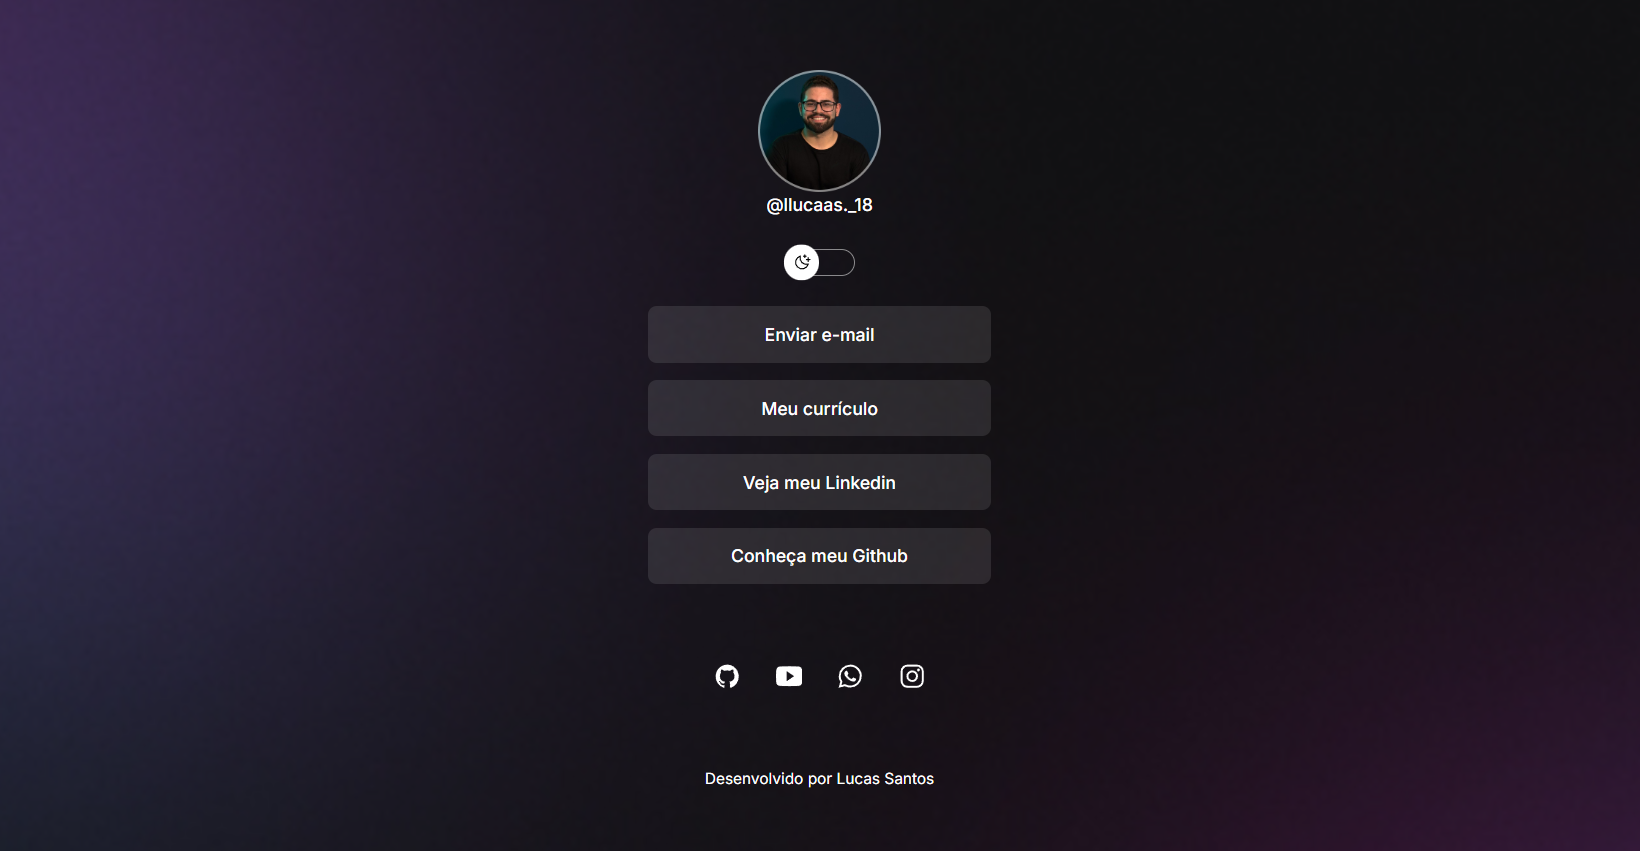 @llucaas._18
Enviar e-mail
Meu currículo
Veja meu Linkedin
Conheça meu Github
Desenvolvido por Lucas Santos